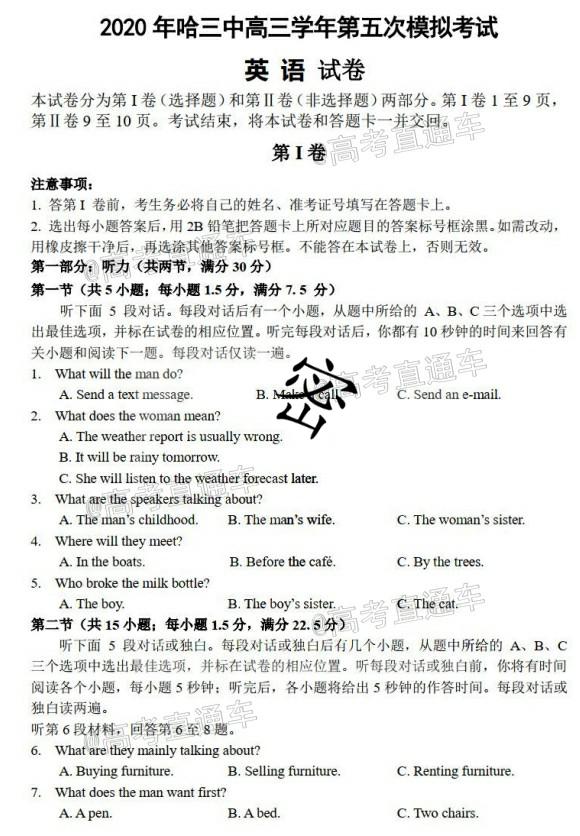 2020 年哈三中高三学年第五次模拟考试
英 语 试卷
本试卷分为第 I 卷（选择题）和第 II 卷（非选择题）两部分。第 I 卷 1 至 9 页，
第 II 卷 9 至 10 页。考试结束，将本试卷和答题卡一并交回。
第 I 卷
注意事项:
1. 答第 I 卷前，考生务必将自己的姓名、准考证号填写在答题卡上。
2. 选出每小题答案后，用 2B 铅笔把答题卡上所对应题目的答案标号框涂黑。如需改动，
用橡皮擦干净后，再选涂其他答案标号框。不能答在本试卷上，否则无效。
第一部分：听力（共两节，满分 30 分）
第一节（共 5 小题；每小题 1.5 分，满分 7.5 分）
听下面 5 段对话。每段对话后有一个小题，从题中所给的 A、B、C 三个选项中选
出最佳选项，并标在试卷的相应位置。听完每段对话后，你都有 10 秒钟的时间来回答有
关小题和阅读下一题。每段对话仅读一遍。
1. What will the man do?
A. Send a text message. B. Make a call. C. Send an e-mail.
2. What does the woman mean?
A. The weather report is usually wrong.
B. It will be rainy tomorrow.
C. She will listen to the weather forecast later.
3. What are the speakers talking about?
A. The man's childhood. B. The man's wife. C. The woman's sister.
4. Where will they meet?
A. In the boats. B. Before the café. C. By the trees.
5. Who broke the milk bottle?
A. The boy. B. The boy's sister. C. The cat.
第二节（共 15 小题；每小题 1.5 分，满分 22.5 分）
听下面 5 段对话或独白。每段对话或独白后有几个小题，从题中所给的 A、B、C
三个选项中选出最佳选项，并标在试卷的相应位置。听每段对话或独白前，你将有时间
阅读各个小题，每小题 5 秒钟；听完后，各小题将给出 5 秒钟的作答时间。每段对话或
独白读两遍。
听第 6 段材料，回答第 6 至 8 题。
6. What are they mainly talking about?
A. Buying furniture. B. Selling furniture. C. Renting furniture.
7. What does the man want first?
A. A pen. B. A bed. C. Two chairs.
密
@高考直通车
@高考直通车
@高考直通车
@高考直通车
@高考直通车
@高考直通车